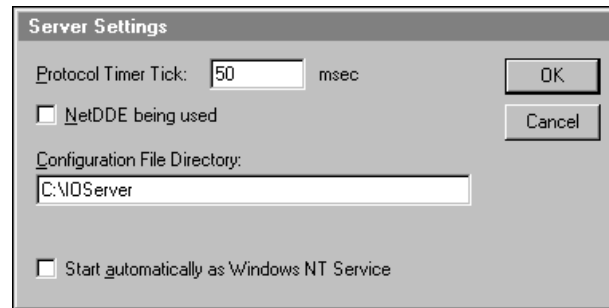 Server Settings
Protocol Timer Tick: 50 msec
OK
NetDDE being used
Cancel
Configuration File Directory:
C:\IOServer
Start automatically as Windows NT Service